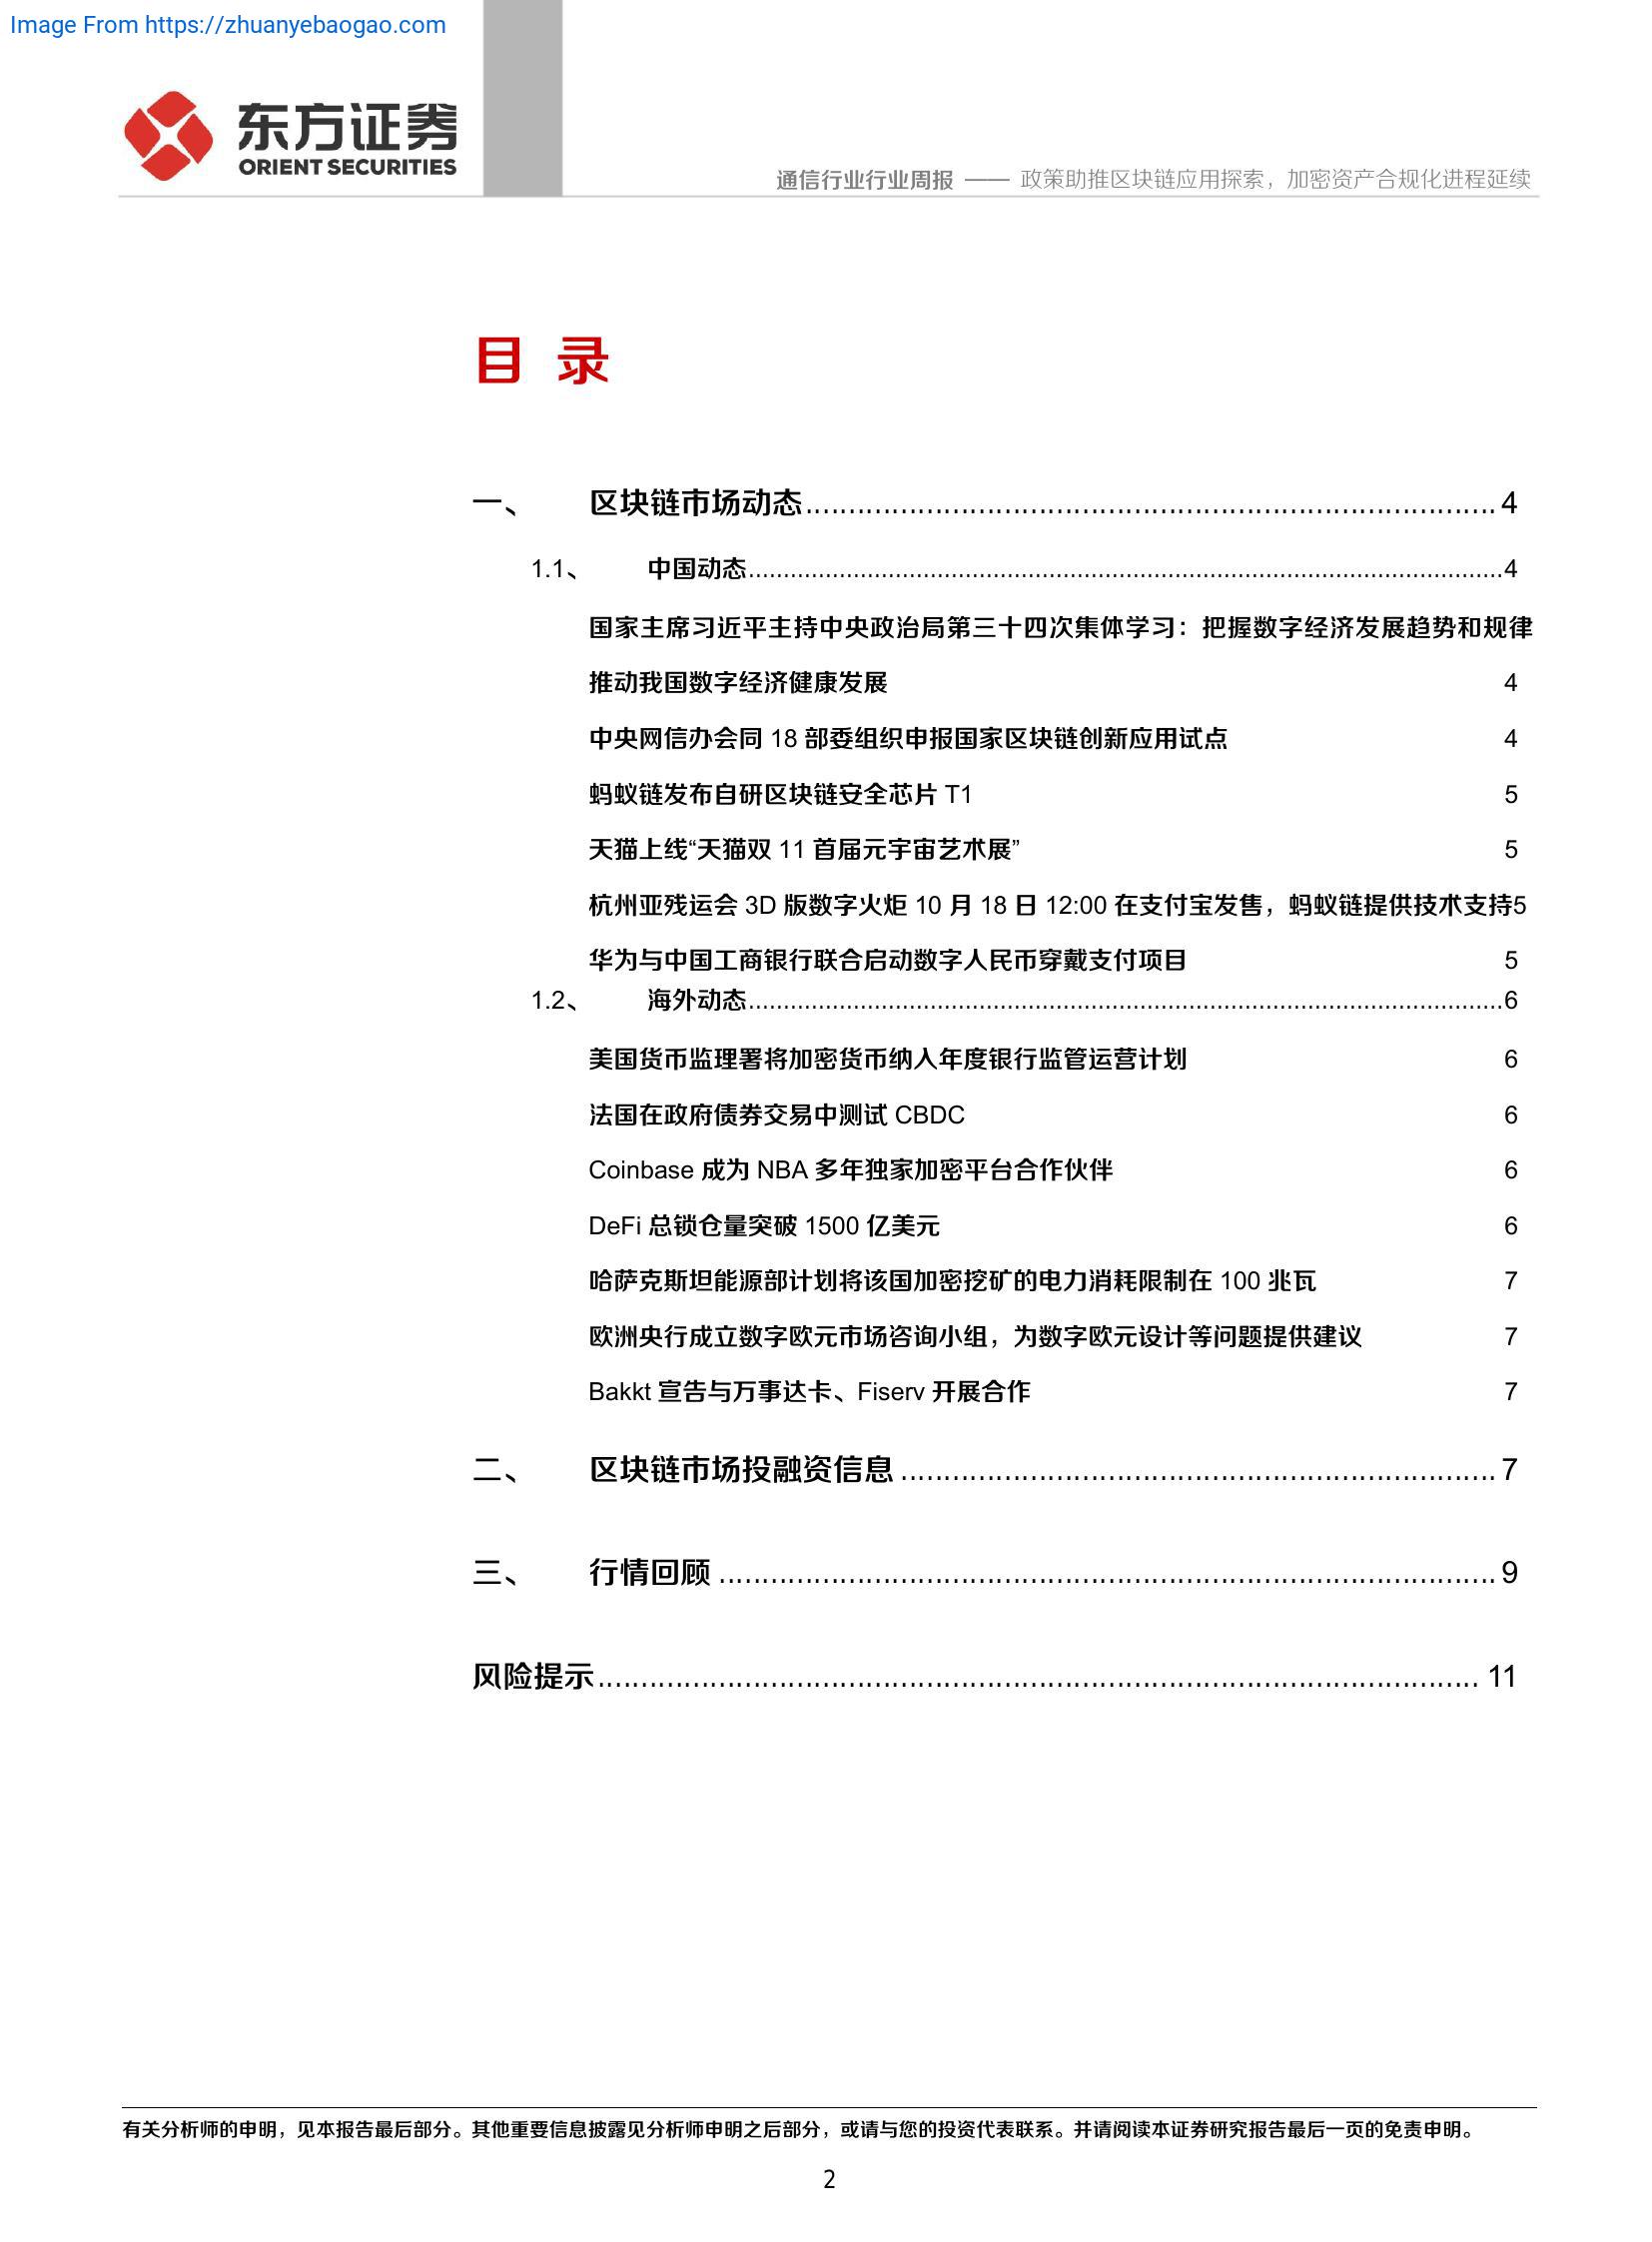 Image From https://zhuanyebaogao.com
东方证券
ORIENT SECURITIES
通信行业行业周报 —— 政策助推区块链应用探索，加密资产合规化进程延续
目 录
一、 区块链市场动态........................................................................ 4
1.1、 中国动态........................................................................4
国家主席习近平主持中央政治局第三十四次集体学习：把握数字经济发展趋势和规律
推动我国数字经济健康发展 4
中央网信办会同 18 部委组织申报国家区块链创新应用试点 4
蚂蚁链发布自研区块链安全芯片 T1 5
天猫上线“天猫双 11 首届元宇宙艺术展” 5
杭州亚残运会 3D 版数字火炬 10 月 18 日 12:00 在支付宝发售，蚂蚁链提供技术支持5
华为与中国工商银行联合启动数字人民币穿戴支付项目 5
1.2、 海外动态........................................................................6
美国货币监理署将加密货币纳入年度银行监管运营计划 6
法国在政府债券交易中测试 CBDC 6
Coinbase 成为 NBA 多年独家加密平台合作伙伴 6
DeFi 总锁仓量突破 1500 亿美元 6
哈萨克斯坦能源部计划将该国加密挖矿的电力消耗限制在 100 兆瓦 7
欧洲央行成立数字欧元市场咨询小组，为数字欧元设计等问题提供建议 7
Bakkt 宣告与万事达卡、Fiserv 开展合作 7
二、 区块链市场投融资信息 ........................................................................ 7
三、 行情回顾 ........................................................................ 9
风险提示........................................................................ 11
有关分析师的申明，见本报告最后部分。其他重要信息披露见分析师申明之后部分，或请与您的投资代表联系。并请阅读本证券研究报告最后一页的免责申明。
2